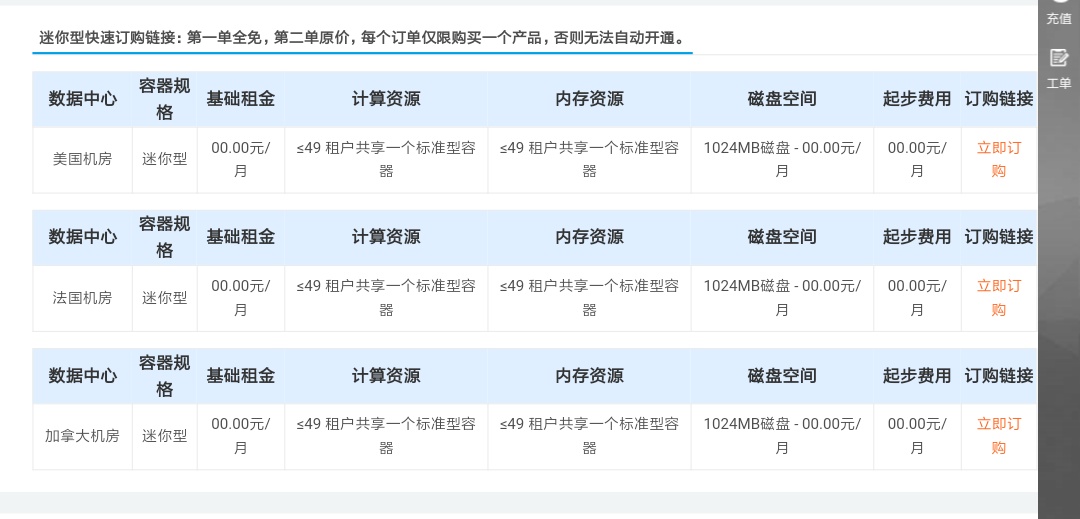 迷你型快速订购链接: 第一单全免, 第二单原价, 每个订单仅限购买一个产品, 否则无法自动开通。
充值
工单
数据中心 容器规格 基础租金 计算资源 内存资源 磁盘空间 起步费用 订购链接
美国机房 迷你型 00.00元/月 ≤49 租户共享一个标准型容器 ≤49 租户共享一个标准型容器 1024MB磁盘 - 00.00元/月 00.00元/月 立即订购
数据中心 容器规格 基础租金 计算资源 内存资源 磁盘空间 起步费用 订购链接
法国机房 迷你型 00.00元/月 ≤49 租户共享一个标准型容器 ≤49 租户共享一个标准型容器 1024MB磁盘 - 00.00元/月 00.00元/月 立即订购
数据中心 容器规格 基础租金 计算资源 内存资源 磁盘空间 起步费用 订购链接
加拿大机房 迷你型 00.00元/月 ≤49 租户共享一个标准型容器 ≤49 租户共享一个标准型容器 1024MB磁盘 - 00.00元/月 00.00元/月 立即订购